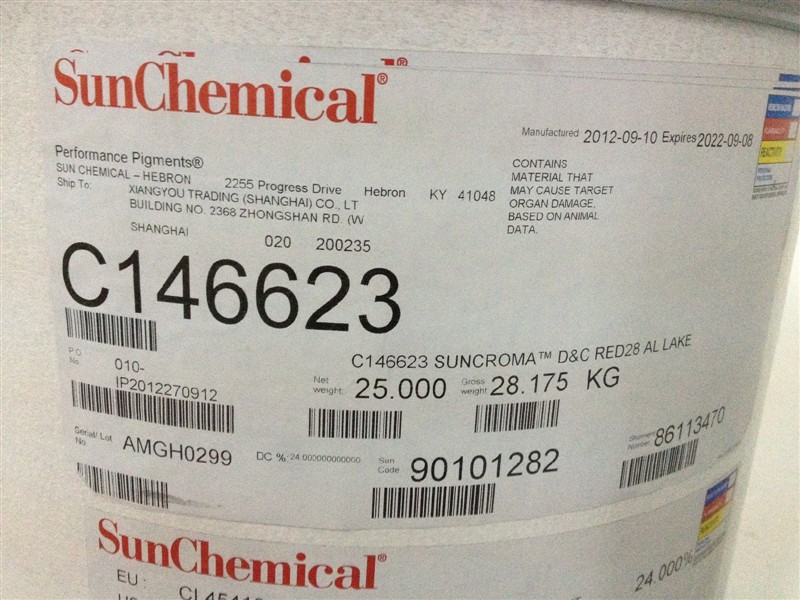 SunChemical®
Manufactured 2012-09-10 Expires 2022-09-08
Performance Pigments®
SUN CHEMICAL – HEBRON 2255 Progress Drive Hebron KY 41048
Ship To: XIANGYOU TRADING (SHANGHAI) CO., LT
BUILDING NO. 2368 ZHONGSHAN RD. (W
SHANGHAI 020 200235
CONTAINS
MATERIAL THAT
MAY CAUSE TARGET
ORGAN DAMAGE,
BASED ON ANIMAL
DATA.
REACTIVITY
C146623
C146623 SUNCROMA™ D&C RED28 AL LAKE
P.O. No. 010-
IP2012270912
Net weight: 25.000 Gross weight 28.175 KG
Serial/ Lot No. AMGH0299
DC %: 24.000000000000
Sun Code 90101282
Shipment Number: 86113470
SunChemical®
EU :
24.000%